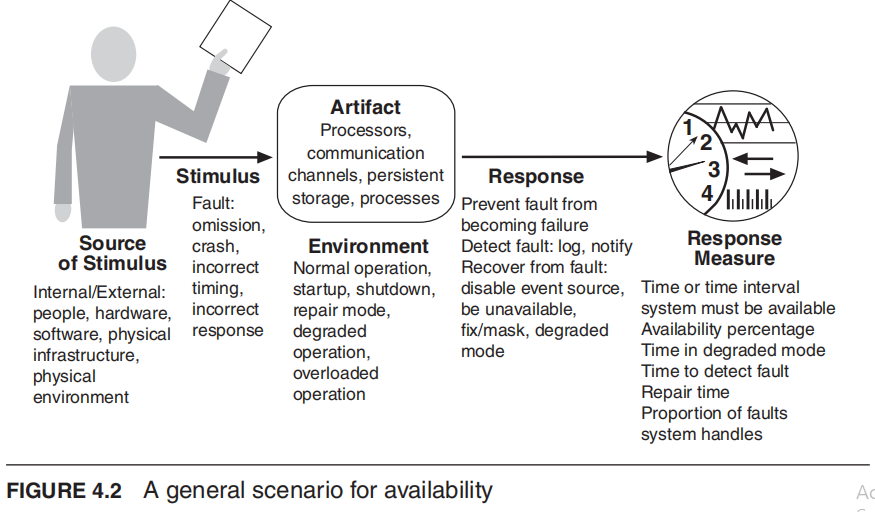 Source
of Stimulus
Internal/External:
people, hardware,
software, physical
infrastructure,
physical
environment
Stimulus
Fault:
omission,
crash,
incorrect
timing,
incorrect
response
Artifact
Processors,
communication
channels, persistent
storage, processes
Environment
Normal operation,
startup, shutdown,
repair mode,
degraded
operation,
overloaded
operation
Response
Prevent fault from
becoming failure
Detect fault: log, notify
Recover from fault:
disable event source,
be unavailable,
fix/mask, degraded
mode
1
2
3
4
Response
Measure
Time or time interval
system must be available
Availability percentage
Time in degraded mode
Time to detect fault
Repair time
Proportion of faults
system handles
FIGURE 4.2 A general scenario for availability